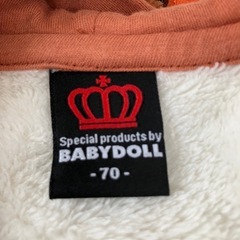 Special products by
BABYDOLL
- 70 -